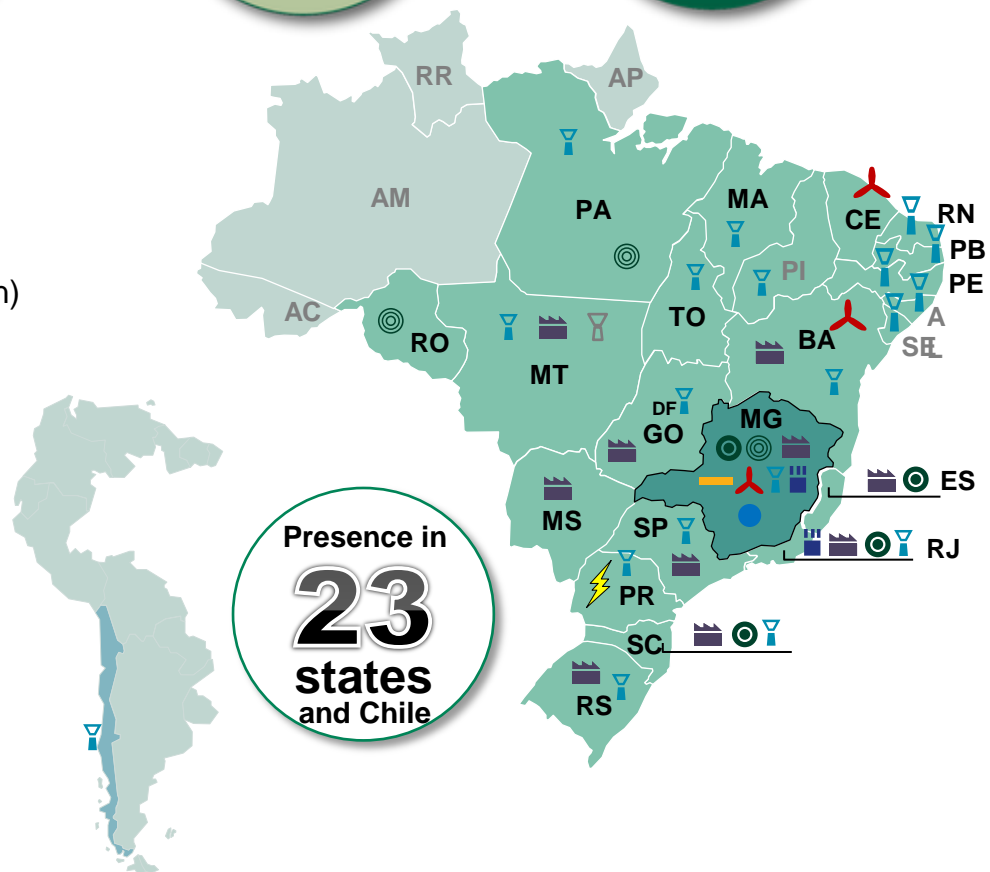 RR
AP
AM
PA
MA
CE
RN
PB
PE
PI
A
L
SE
AC
RO
TO
BA
MT
DF
GO
MG
ES
MS
SP
RJ
PR
SC
RS
n)
Presence in
23
states
and Chile